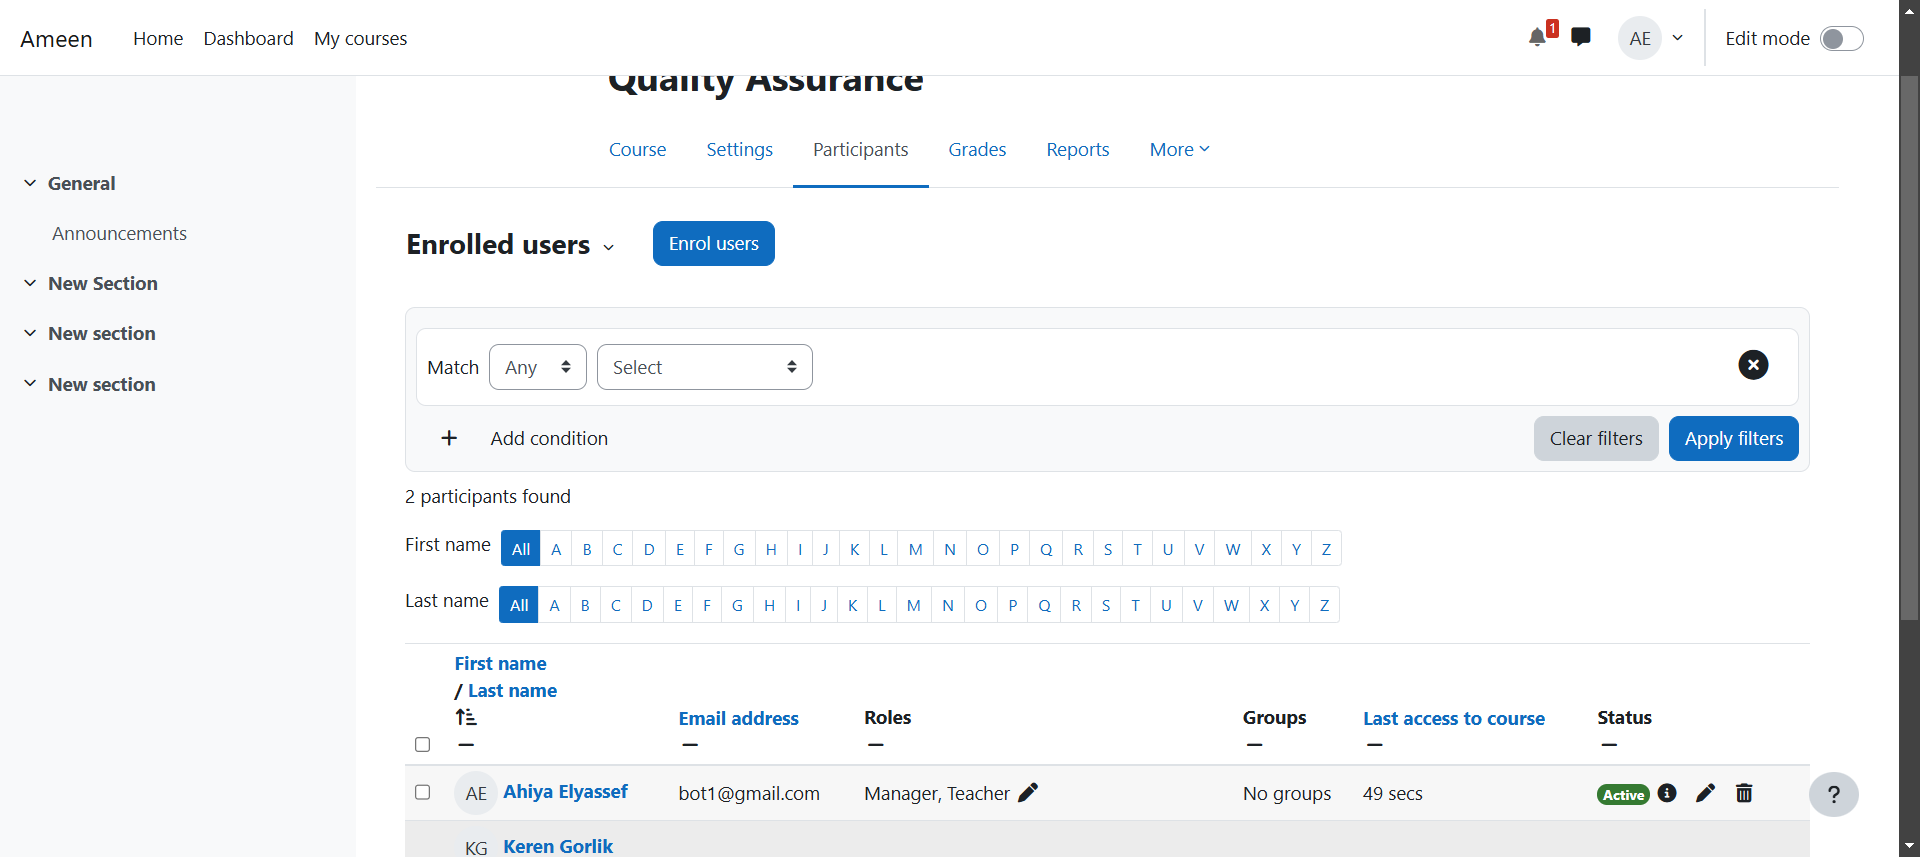 Ameen
Home Dashboard My courses
1
AE
Edit mode
General
Announcements
New Section
New section
New section
Quality Assurance
Course Settings Participants Grades Reports More
Enrolled users
Enrol users
Match Any Select
Add condition
Clear filters Apply filters
2 participants found
First name All A B C D E F G H I J K L M N O P Q R S T U V W X Y Z
Last name All A B C D E F G H I J K L M N O P Q R S T U V W X Y Z
First name
/ Last name
Email address Roles Groups Last access to course Status
AE Ahiya Elyassef bot1@gmail.com Manager, Teacher No groups 49 secs Active
?
KG Keren Gorlik